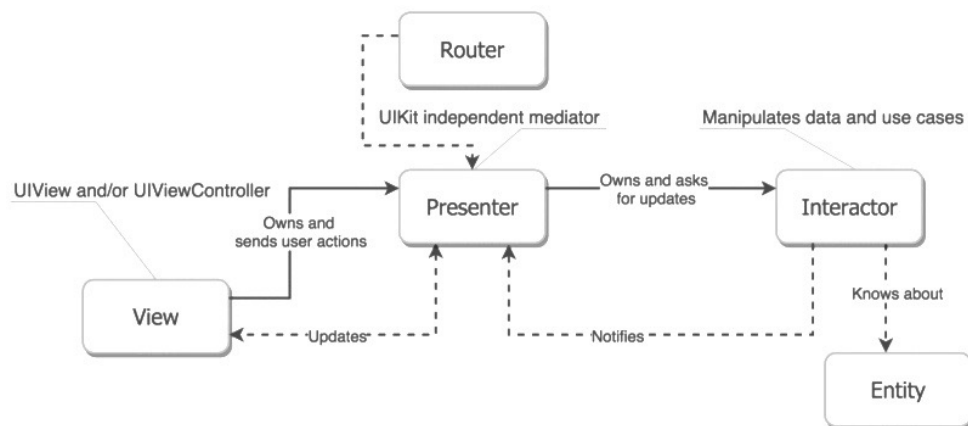 Router
UIKit independent mediator
Manipulates data and use cases
UIView and/or UIViewController
Presenter
Owns and asks
for updates
Interactor
Owns and
sends user actions
View
Updates
Notifies
Knows about
Entity